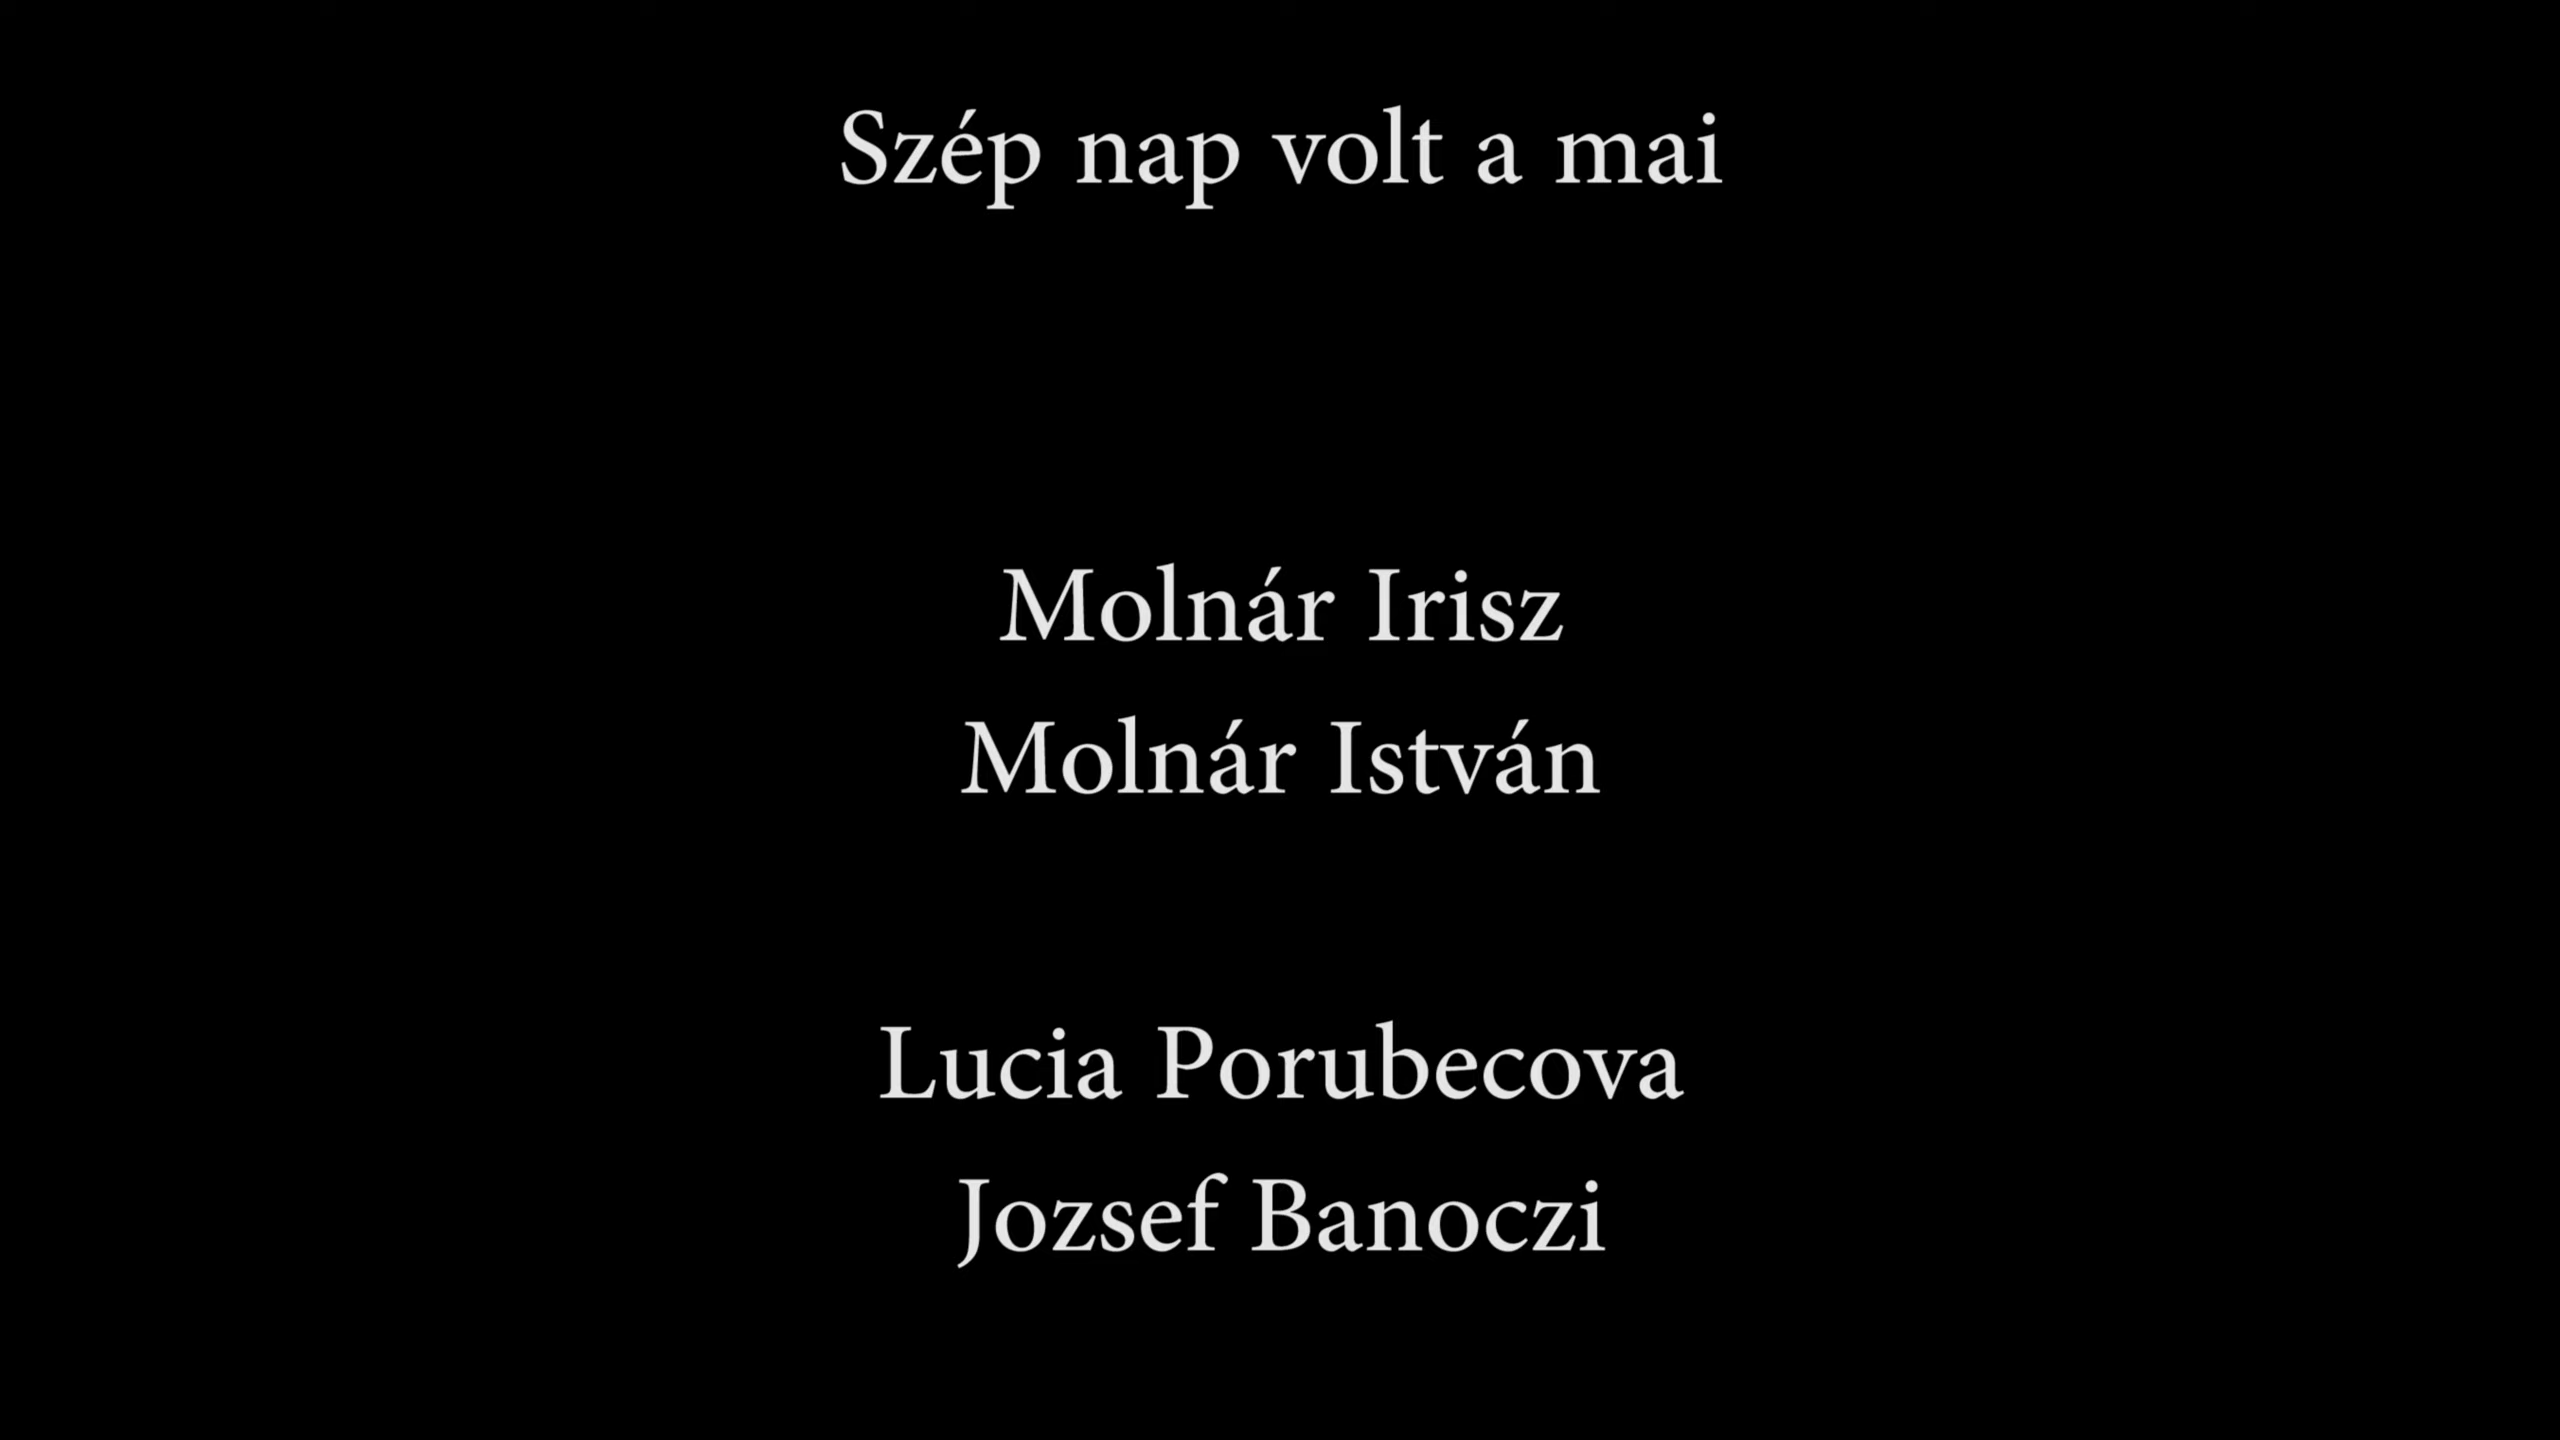 Szép nap volt a mai
Molnár Irisz
Molnár István
Lucia Porubecova
Jozsef Banoczi